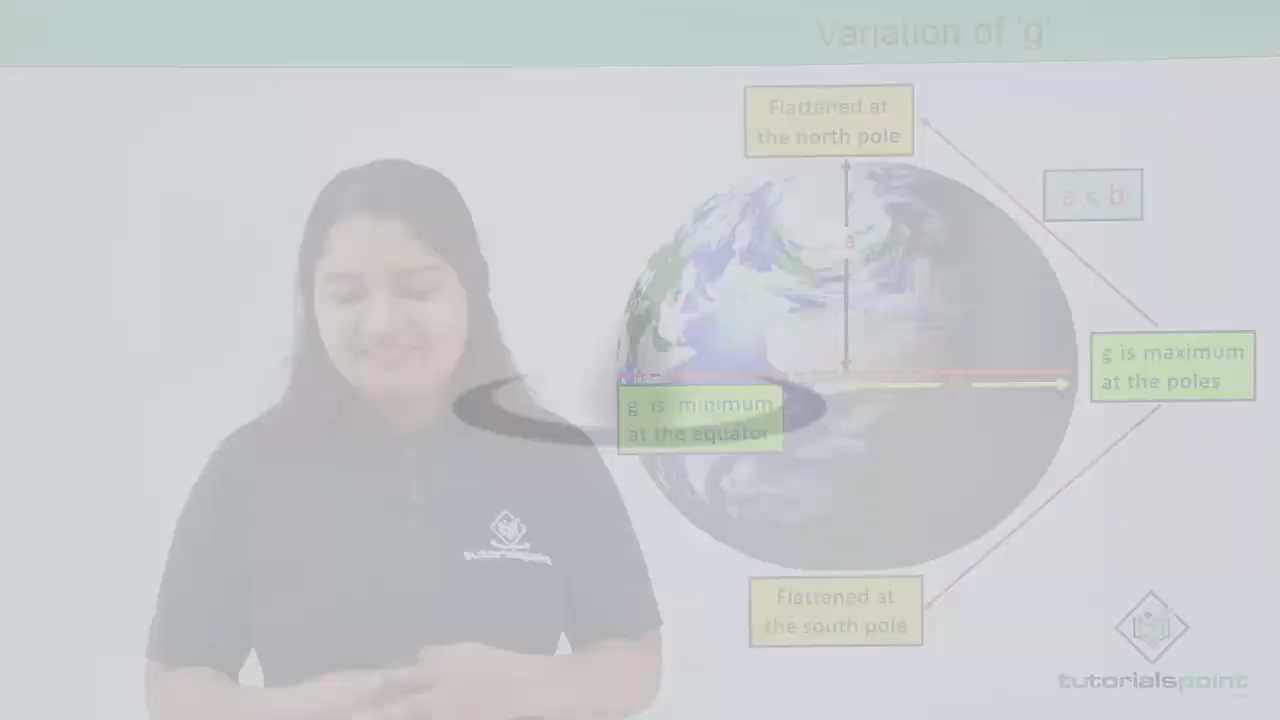 Variation of 'g'
Flattened at
the north pole
a < b
a
g is maximum
at the poles
g is minimum
at the equator
Flattened at
the south pole
tutorialspoint
tutorialspoint